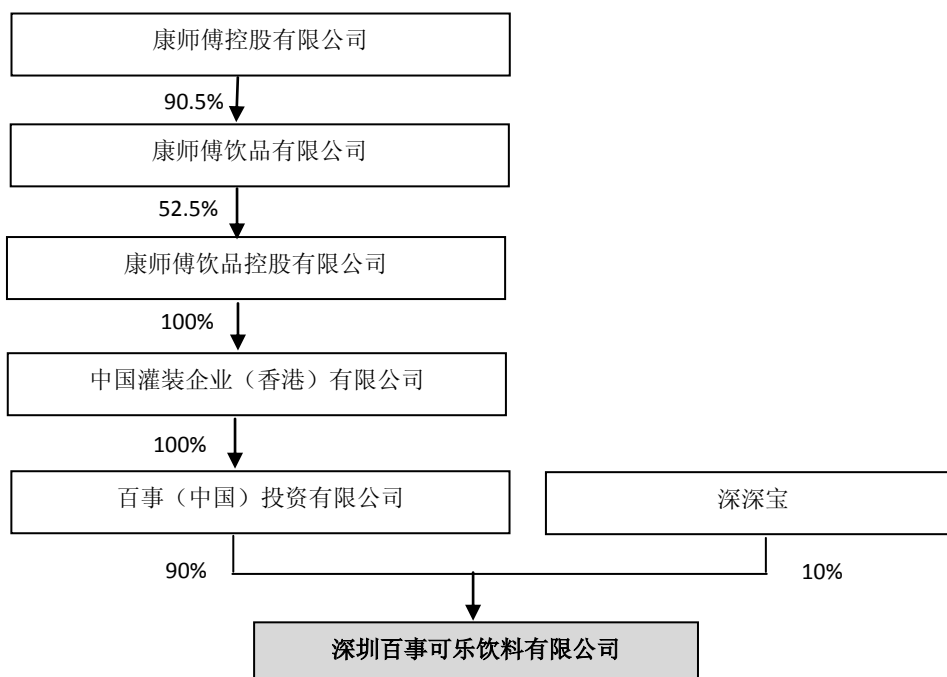 康师傅控股有限公司
90.5%
康师傅饮品有限公司
52.5%
康师傅饮品控股有限公司
100%
中国灌装企业（香港）有限公司
100%
百事（中国）投资有限公司
深深宝
90%
10%
深圳百事可乐饮料有限公司